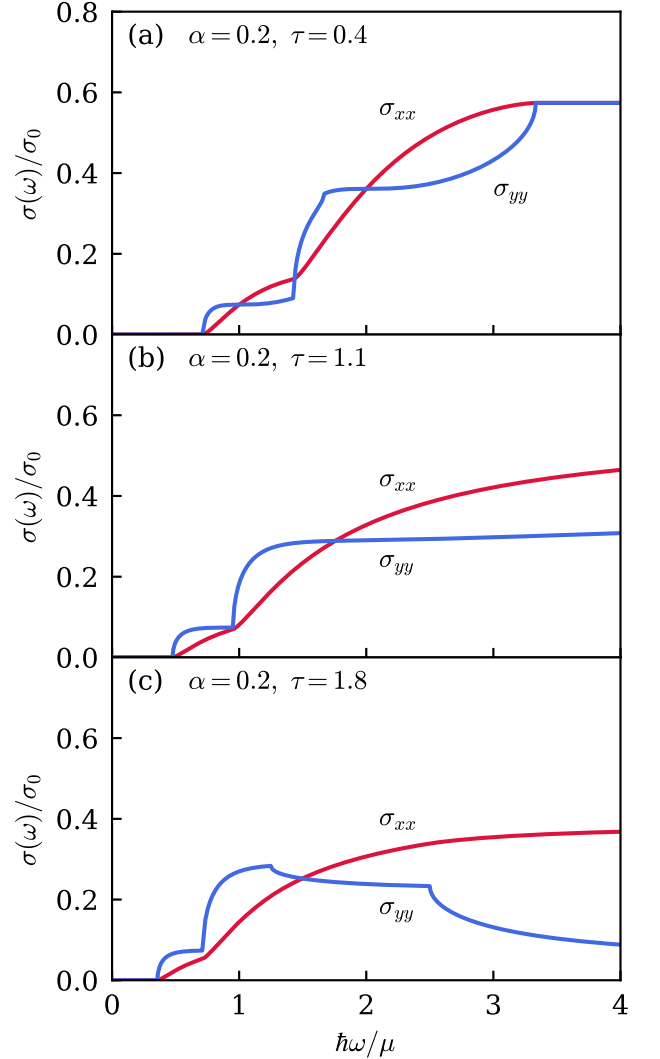 0.8
(a) α = 0.2, τ = 0.4
0.6
σxx
σ(ω)/σ0
0.4
σyy
0.2
0.0
(b) α = 0.2, τ = 1.1
0.6
σxx
σ(ω)/σ0
0.4
σyy
0.2
0.0
(c) α = 0.2, τ = 1.8
0.6
σxx
σ(ω)/σ0
0.4
σyy
0.2
0.0
0 1 2 3 4
ħω/μ